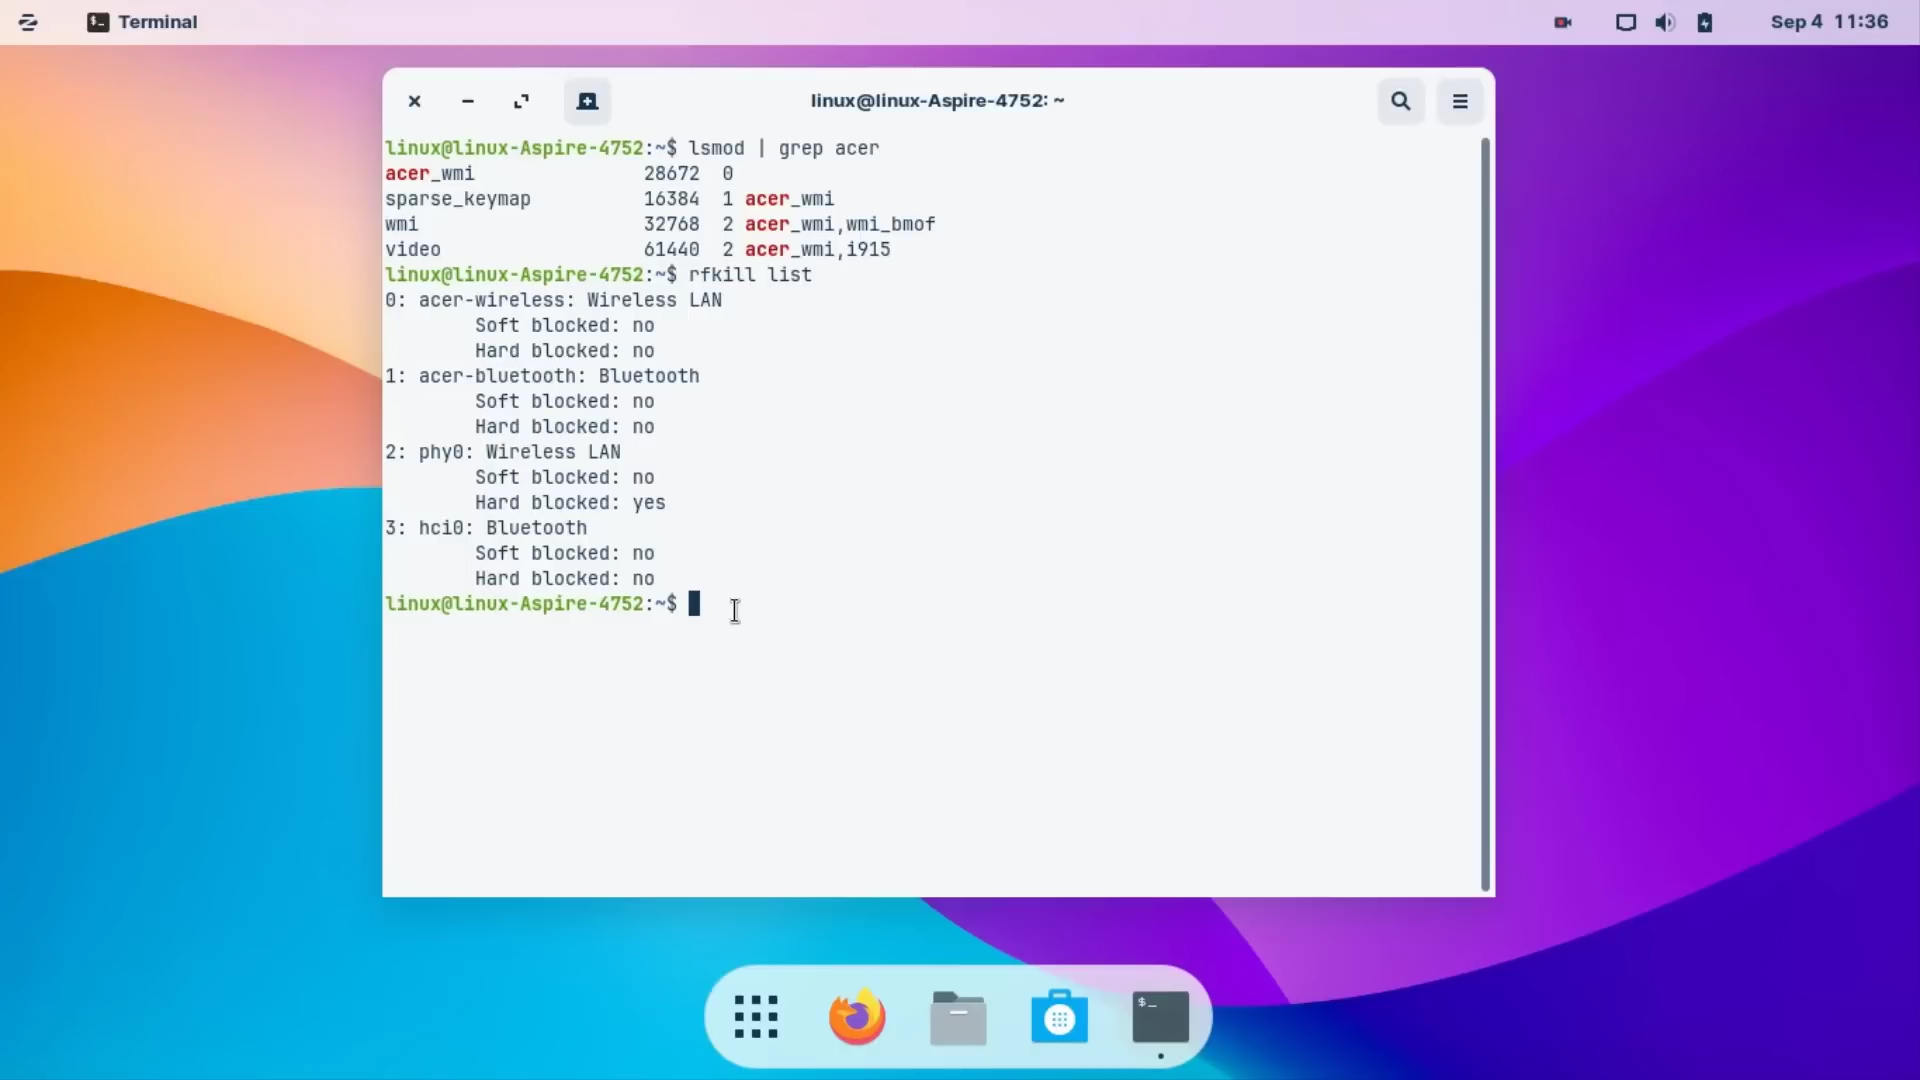 Terminal
Sep 4 11:36
linux@linux-Aspire-4752: ~
linux@linux-Aspire-4752:~$ lsmod | grep acer
acer_wmi               28672  0
sparse_keymap          16384  1 acer_wmi
wmi                    32768  2 acer_wmi,wmi_bmof
video                  61440  2 acer_wmi,i915
linux@linux-Aspire-4752:~$ rfkill list
0: acer-wireless: Wireless LAN
        Soft blocked: no
        Hard blocked: no
1: acer-bluetooth: Bluetooth
        Soft blocked: no
        Hard blocked: no
2: phy0: Wireless LAN
        Soft blocked: no
        Hard blocked: yes
3: hci0: Bluetooth
        Soft blocked: no
        Hard blocked: no
linux@linux-Aspire-4752:~$